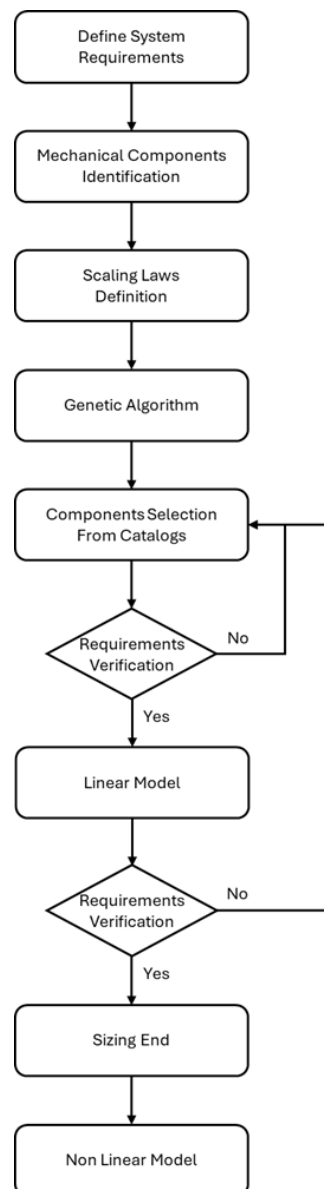 Define System
Requirements
Mechanical Components
Identification
Scaling Laws
Definition
Genetic Algorithm
Components Selection
From Catalogs
Requirements
Verification
No
Yes
Linear Model
Requirements
Verification
No
Yes
Sizing End
Non Linear Model